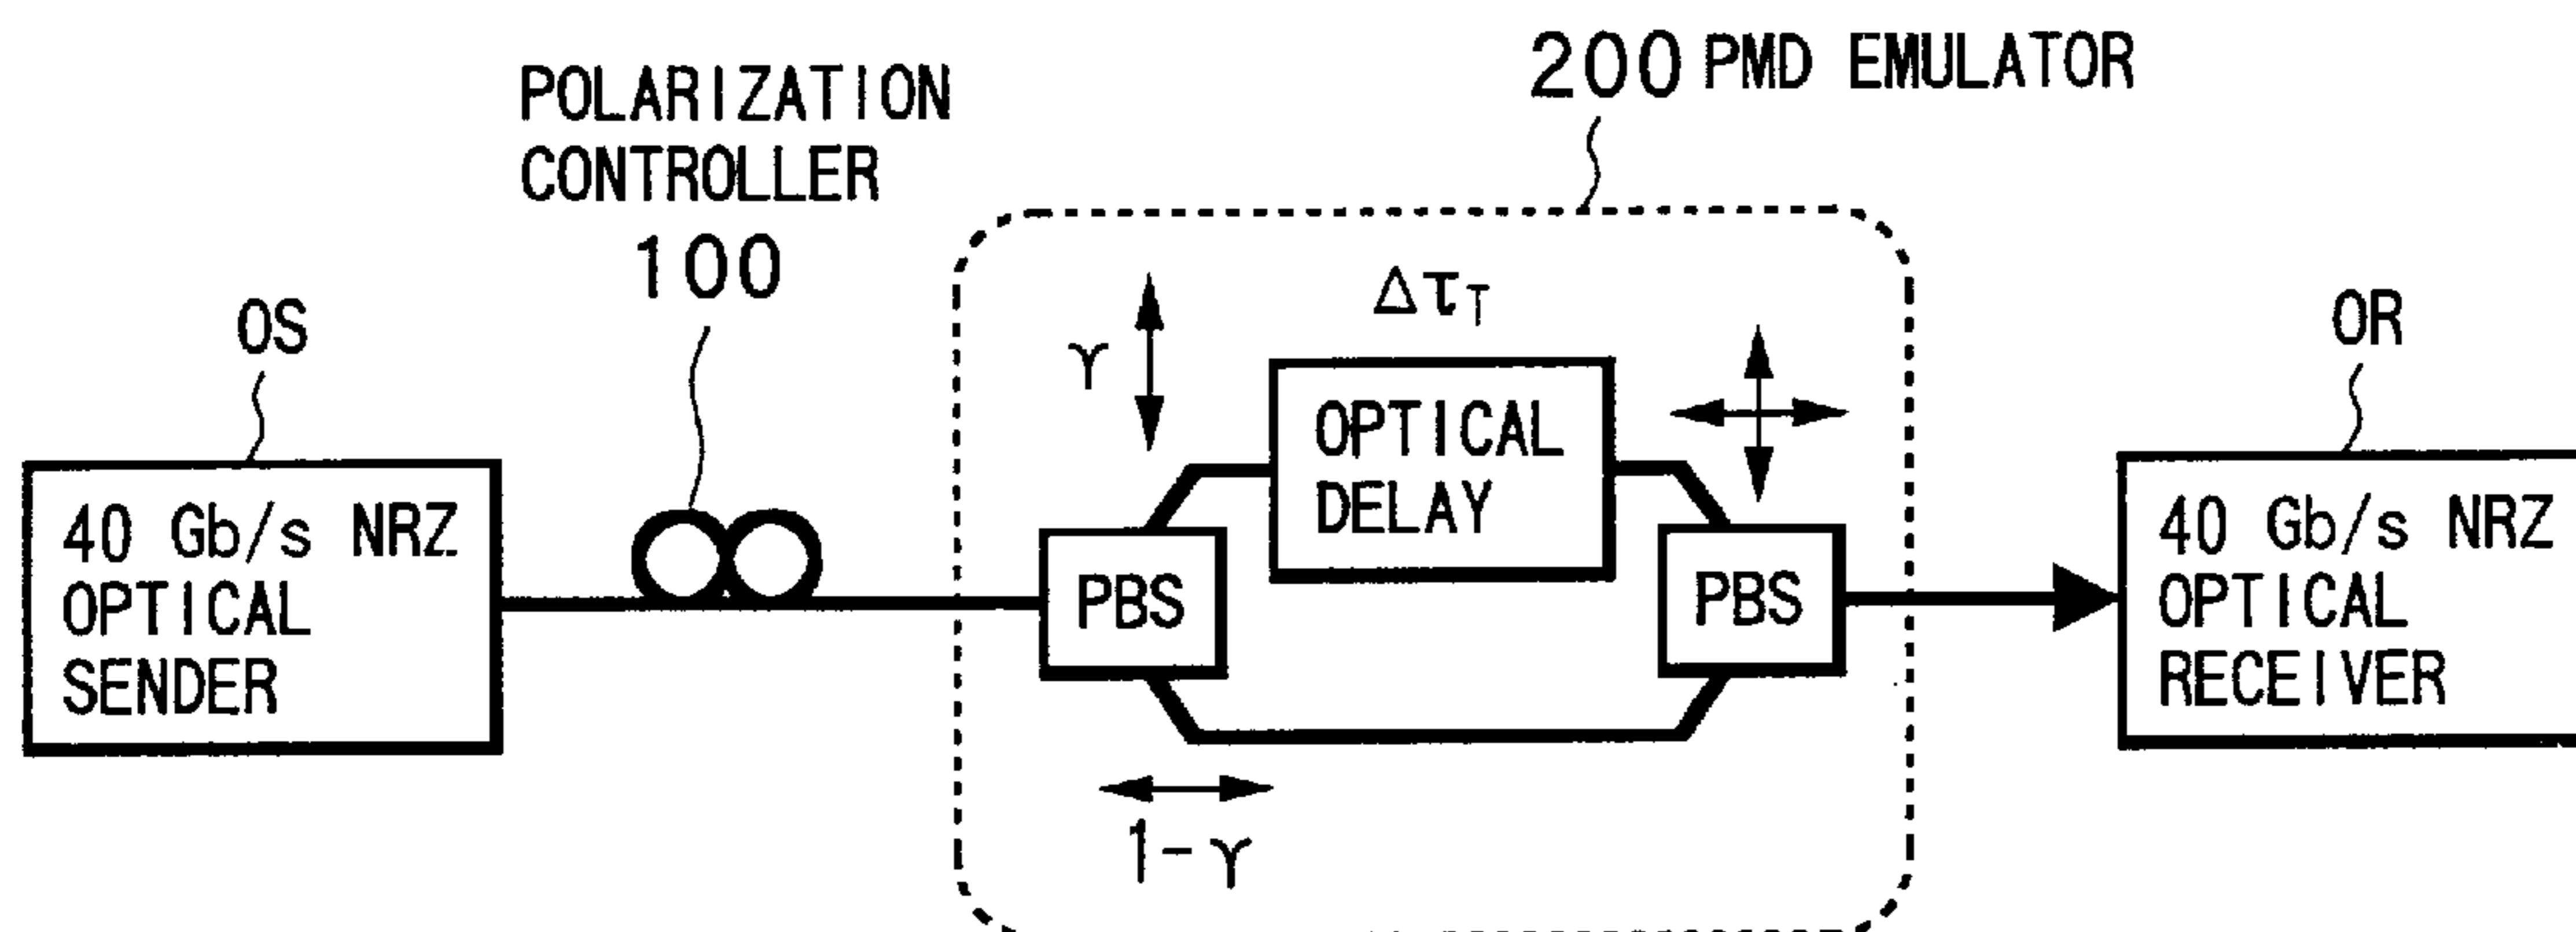 200 PMD EMULATOR
POLARIZATION
CONTROLLER
100
OS
γ
ΔτT
OR
40 Gb/s NRZ
OPTICAL
SENDER
PBS
OPTICAL
DELAY
PBS
40 Gb/s NRZ
OPTICAL
RECEIVER
1-γ